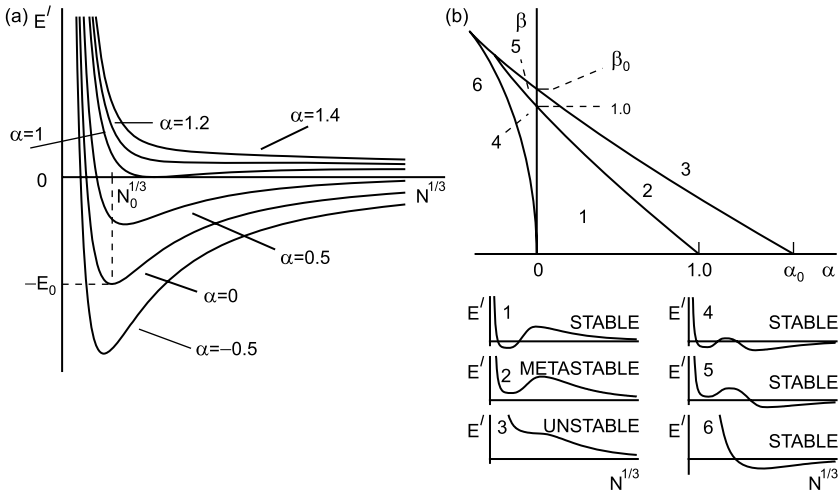 (a) E′
α=1
α=1.2
α=1.4
0
N₀^1/3
N^1/3
α=0.5
−E₀
α=0
α=−0.5
(b) β
5
β₀
6
1.0
4
3
2
1
0
1.0
α₀
α
E′ 1 STABLE
E′ 2 METASTABLE
E′ 3 UNSTABLE
N^1/3
E′ 4 STABLE
E′ 5 STABLE
E′ 6 STABLE
N^1/3